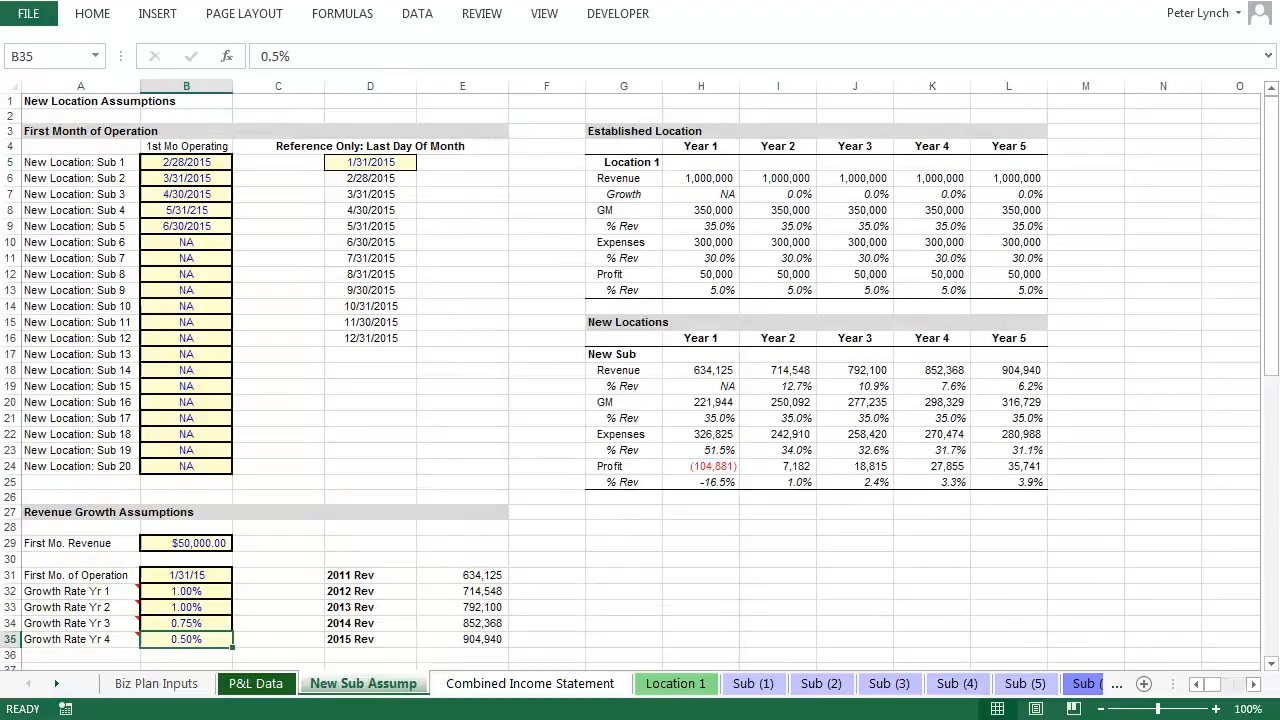 FILE HOME INSERT PAGE LAYOUT FORMULAS DATA REVIEW VIEW DEVELOPER Peter Lynch
B35 fx 0.5%
A B C D E F G H I J K L M N O
1 New Location Assumptions
2
3 First Month of Operation Established Location
4 1st Mo Operating Reference Only: Last Day Of Month Year 1 Year 2 Year 3 Year 4 Year 5
5 New Location: Sub 1 2/28/2015 1/31/2015 Location 1
6 New Location: Sub 2 3/31/2015 2/28/2015 Revenue 1,000,000 1,000,000 1,000,000 1,000,000 1,000,000
7 New Location: Sub 3 4/30/2015 3/31/2015 Growth NA 0.0% 0.0% 0.0% 0.0%
8 New Location: Sub 4 5/31/215 4/30/2015 GM 350,000 350,000 350,000 350,000 350,000
9 New Location: Sub 5 6/30/2015 5/31/2015 % Rev 35.0% 35.0% 35.0% 35.0% 35.0%
10 New Location: Sub 6 NA 6/30/2015 Expenses 300,000 300,000 300,000 300,000 300,000
11 New Location: Sub 7 NA 7/31/2015 % Rev 30.0% 30.0% 30.0% 30.0% 30.0%
12 New Location: Sub 8 NA 8/31/2015 Profit 50,000 50,000 50,000 50,000 50,000
13 New Location: Sub 9 NA 9/30/2015 % Rev 5.0% 5.0% 5.0% 5.0% 5.0%
14 New Location: Sub 10 NA 10/31/2015
15 New Location: Sub 11 NA 11/30/2015 New Locations
16 New Location: Sub 12 NA 12/31/2015 Year 1 Year 2 Year 3 Year 4 Year 5
17 New Location: Sub 13 NA New Sub
18 New Location: Sub 14 NA Revenue 634,125 714,548 792,100 852,368 904,940
19 New Location: Sub 15 NA % Rev NA 12.7% 10.9% 7.6% 6.2%
20 New Location: Sub 16 NA GM 221,944 250,092 277,235 298,329 316,729
21 New Location: Sub 17 NA % Rev 35.0% 35.0% 35.0% 35.0% 35.0%
22 New Location: Sub 18 NA Expenses 326,825 242,910 258,420 270,474 280,988
23 New Location: Sub 19 NA % Rev 51.5% 34.0% 32.6% 31.7% 31.1%
24 New Location: Sub 20 NA Profit (104,881) 7,182 18,815 27,855 35,741
25 % Rev -16.5% 1.0% 2.4% 3.3% 3.9%
26
27 Revenue Growth Assumptions
28
29 First Mo. Revenue $50,000.00
30
31 First Mo. of Operation 1/31/15 2011 Rev 634,125
32 Growth Rate Yr 1 1.00% 2012 Rev 714,548
33 Growth Rate Yr 2 1.00% 2013 Rev 792,100
34 Growth Rate Yr 3 0.75% 2014 Rev 852,368
35 Growth Rate Yr 4 0.50% 2015 Rev 904,940
36
37
Biz Plan Inputs P&L Data New Sub Assump Combined Income Statement Location 1 Sub (1) Sub (2) Sub (3) Sub (4) Sub (5) Sub ( ...
READY 100%